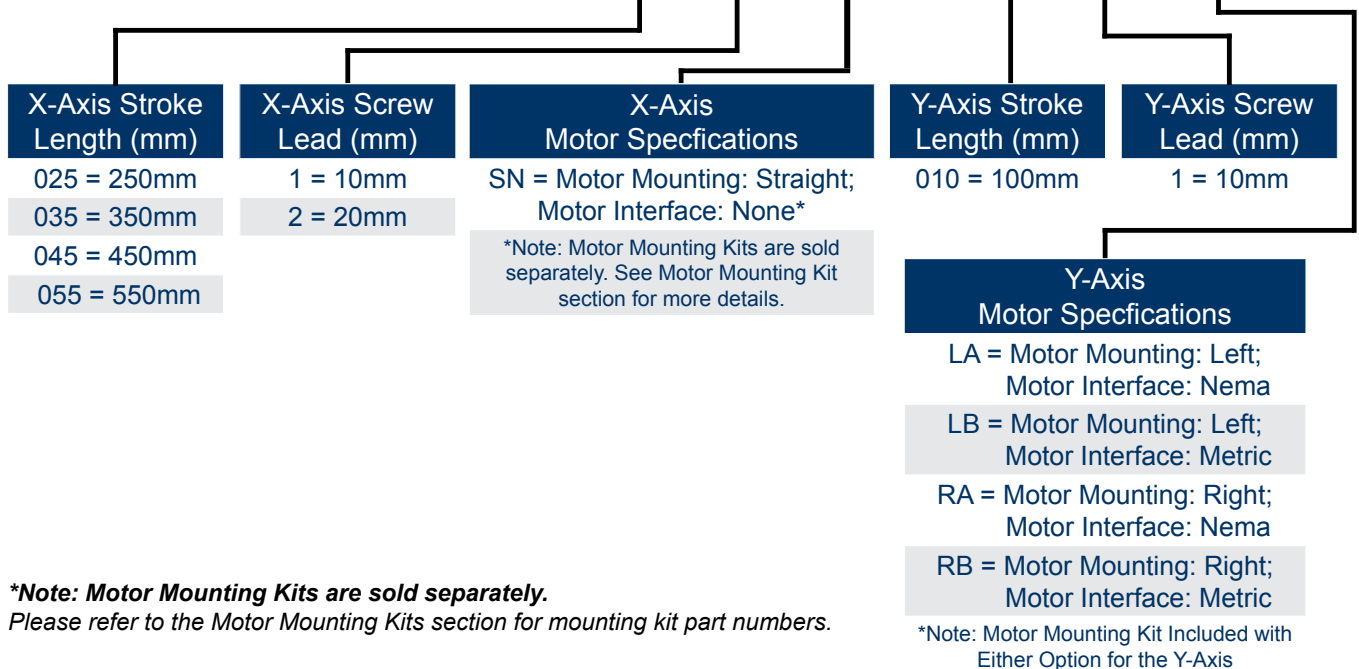 X-Axis Stroke
Length (mm)
025 = 250mm
035 = 350mm
045 = 450mm
055 = 550mm
X-Axis Screw
Lead (mm)
1 = 10mm
2 = 20mm
X-Axis
Motor Specfications
SN = Motor Mounting: Straight;
Motor Interface: None*
*Note: Motor Mounting Kits are sold
separately. See Motor Mounting Kit
section for more details.
Y-Axis Stroke
Length (mm)
010 = 100mm
Y-Axis Screw
Lead (mm)
1 = 10mm
Y-Axis
Motor Specfications
LA = Motor Mounting: Left;
Motor Interface: Nema
LB = Motor Mounting: Left;
Motor Interface: Metric
RA = Motor Mounting: Right;
Motor Interface: Nema
RB = Motor Mounting: Right;
Motor Interface: Metric
*Note: Motor Mounting Kit Included with
Either Option for the Y-Axis
*Note: Motor Mounting Kits are sold separately.
Please refer to the Motor Mounting Kits section for mounting kit part numbers.